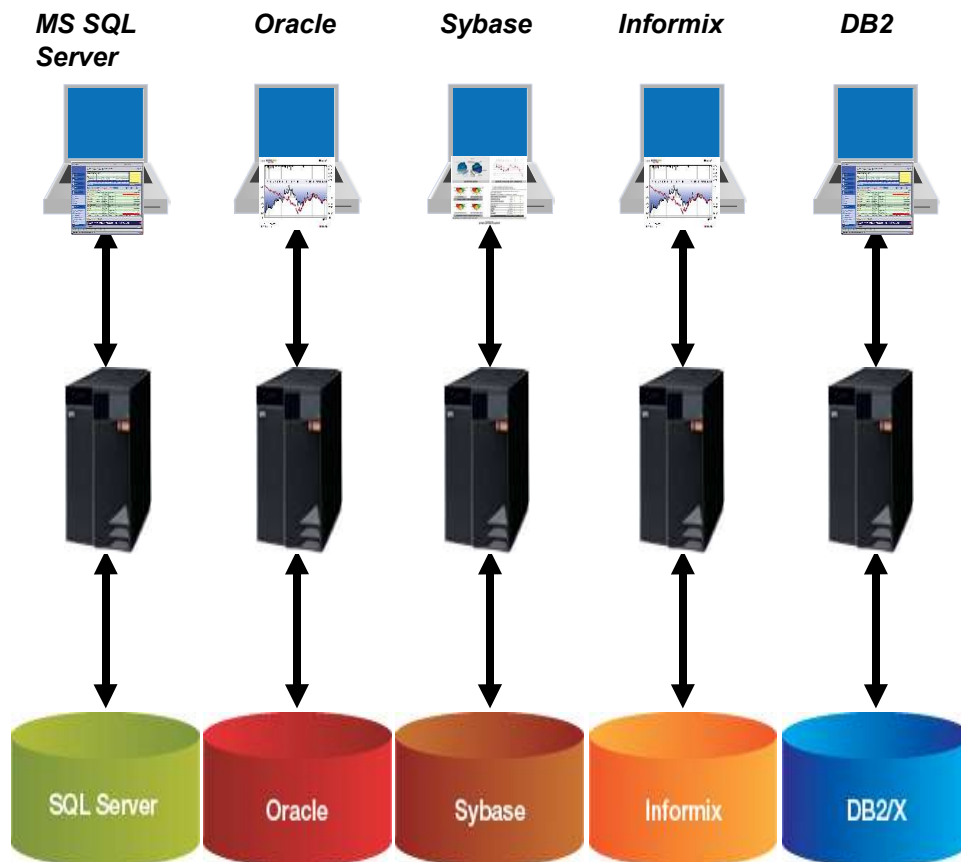 MS SQL Server
Oracle
Sybase
Informix
DB2
SQL Server
Oracle
Sybase
Informix
DB2/X